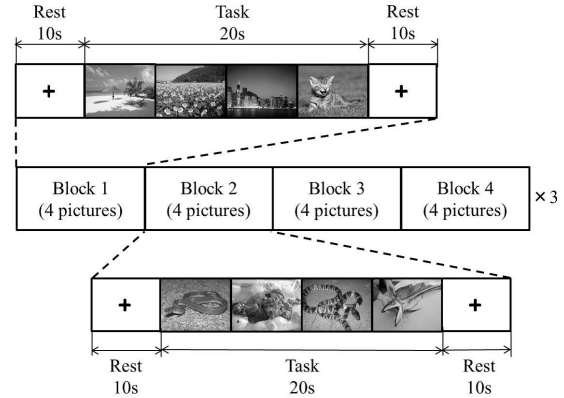 Rest Task Rest
10s 20s 10s
+ +
Block 1 Block 2 Block 3 Block 4
(4 pictures) (4 pictures) (4 pictures) (4 pictures)
×3
+ +
Rest Task Rest
10s 20s 10s